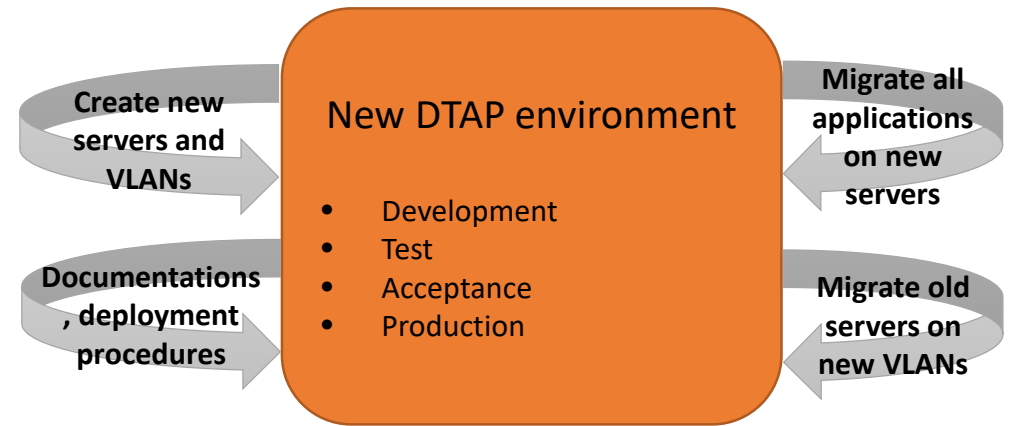 Create new
servers and
VLANs
Documentations
, deployment
procedures
New DTAP environment
• Development
• Test
• Acceptance
• Production
Migrate all
applications
on new
servers
Migrate old
servers on
new VLANs